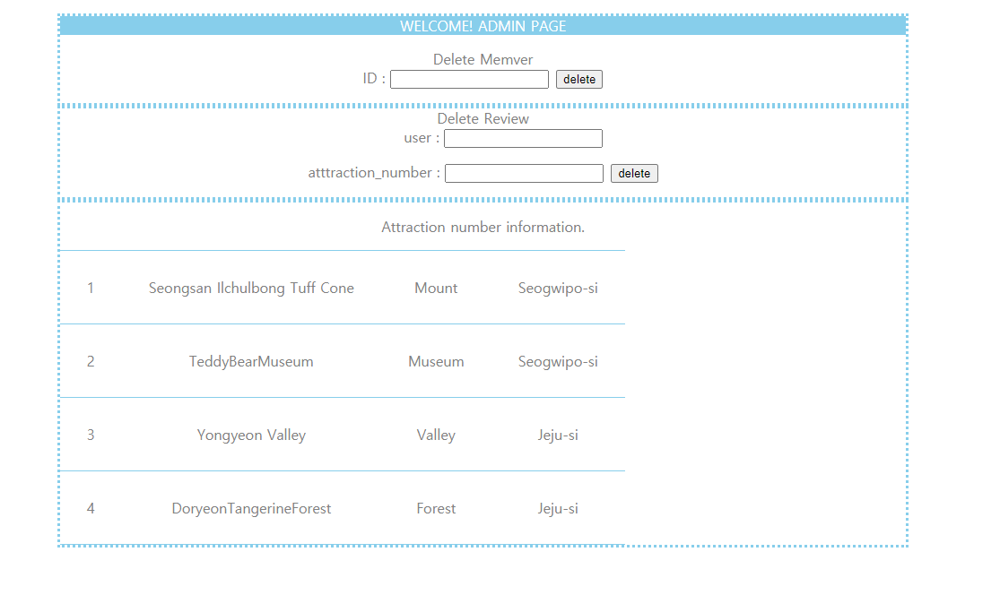 WELCOME! ADMIN PAGE
Delete Memver
ID : delete
Delete Review
user :
atttraction_number : delete
Attraction number information.
1 Seongsan Ilchulbong Tuff Cone Mount Seogwipo-si
2 TeddyBearMuseum Museum Seogwipo-si
3 Yongyeon Valley Valley Jeju-si
4 DoryeonTangerineForest Forest Jeju-si